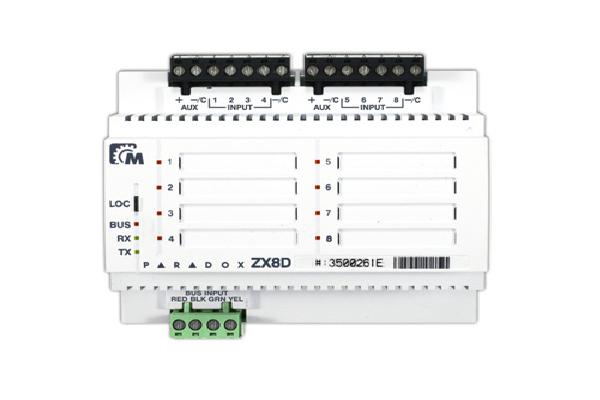 + −/C 1 2 3 4 −/C + −/C 5 6 7 8 −/C
AUX INPUT AUX INPUT
M
1 5
2 6
LOC
3 7
BUS
RX
4 8
TX
PARADOX ZX8D #:3500261E
BUS INPUT
RED BLK GRN YEL